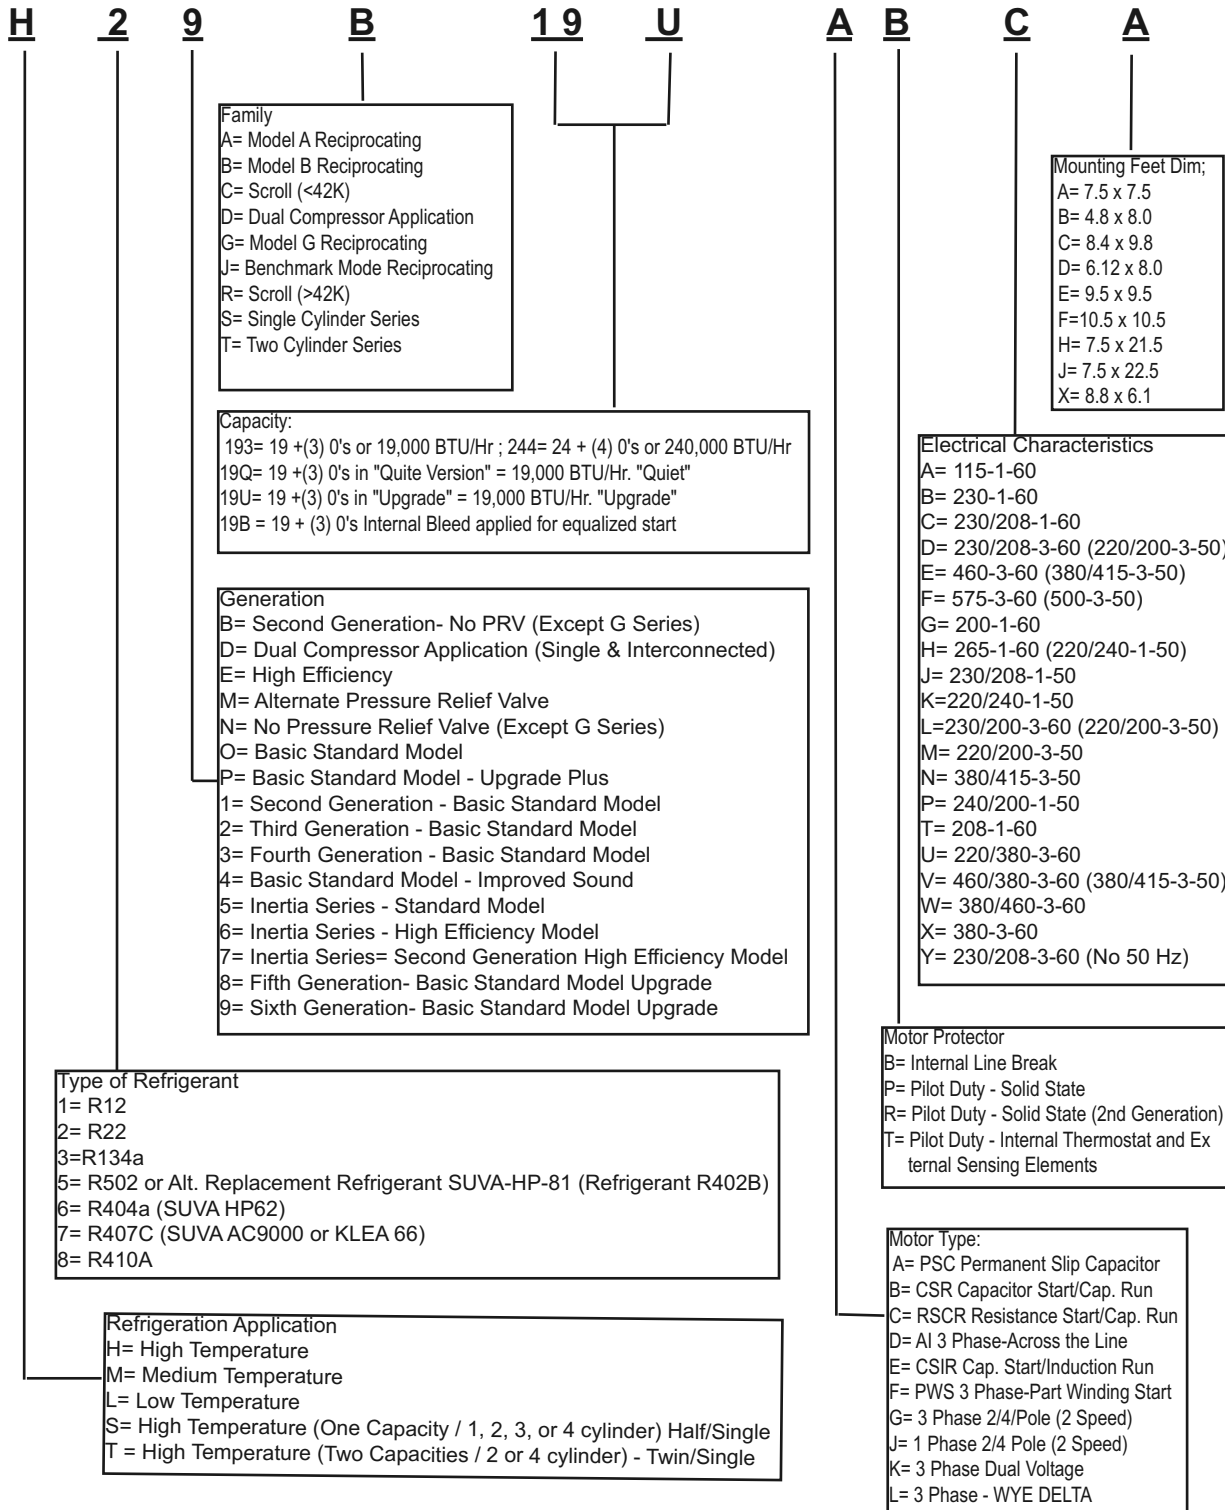 H 2 9 B 19 U A B C A
Family
A= Model A Reciprocating
B= Model B Reciprocating
C= Scroll (<42K)
D= Dual Compressor Application
G= Model G Reciprocating
J= Benchmark Mode Reciprocating
R= Scroll (>42K)
S= Single Cylinder Series
T= Two Cylinder Series
Mounting Feet Dim;
A= 7.5 x 7.5
B= 4.8 x 8.0
C= 8.4 x 9.8
D= 6.12 x 8.0
E= 9.5 x 9.5
F=10.5 x 10.5
H= 7.5 x 21.5
J= 7.5 x 22.5
X= 8.8 x 6.1
Capacity:
193= 19 +(3) 0's or 19,000 BTU/Hr ; 244= 24 + (4) 0's or 240,000 BTU/Hr
19Q= 19 +(3) 0's in "Quite Version" = 19,000 BTU/Hr. "Quiet"
19U= 19 +(3) 0's in "Upgrade" = 19,000 BTU/Hr. "Upgrade"
19B = 19 + (3) 0's Internal Bleed applied for equalized start
Electrical Characteristics
A= 115-1-60
B= 230-1-60
C= 230/208-1-60
D= 230/208-3-60 (220/200-3-50)
E= 460-3-60 (380/415-3-50)
F= 575-3-60 (500-3-50)
G= 200-1-60
H= 265-1-60 (220/240-1-50)
J= 230/208-1-50
K=220/240-1-50
L=230/200-3-60 (220/200-3-50)
M= 220/200-3-50
N= 380/415-3-50
P= 240/200-1-50
T= 208-1-60
U= 220/380-3-60
V= 460/380-3-60 (380/415-3-50)
W= 380/460-3-60
X= 380-3-60
Y= 230/208-3-60 (No 50 Hz)
Generation
B= Second Generation- No PRV (Except G Series)
D= Dual Compressor Application (Single & Interconnected)
E= High Efficiency
M= Alternate Pressure Relief Valve
N= No Pressure Relief Valve (Except G Series)
O= Basic Standard Model
P= Basic Standard Model - Upgrade Plus
1= Second Generation - Basic Standard Model
2= Third Generation - Basic Standard Model
3= Fourth Generation - Basic Standard Model
4= Basic Standard Model - Improved Sound
5= Inertia Series - Standard Model
6= Inertia Series - High Efficiency Model
7= Inertia Series= Second Generation High Efficiency Model
8= Fifth Generation- Basic Standard Model Upgrade
9= Sixth Generation- Basic Standard Model Upgrade
Motor Protector
B= Internal Line Break
P= Pilot Duty - Solid State
R= Pilot Duty - Solid State (2nd Generation)
T= Pilot Duty - Internal Thermostat and Ex
ternal Sensing Elements
Type of Refrigerant
1= R12
2= R22
3=R134a
5= R502 or Alt. Replacement Refrigerant SUVA-HP-81 (Refrigerant R402B)
6= R404a (SUVA HP62)
7= R407C (SUVA AC9000 or KLEA 66)
8= R410A
Motor Type:
A= PSC Permanent Slip Capacitor
B= CSR Capacitor Start/Cap. Run
C= RSCR Resistance Start/Cap. Run
D= AI 3 Phase-Across the Line
E= CSIR Cap. Start/Induction Run
F= PWS 3 Phase-Part Winding Start
G= 3 Phase 2/4/Pole (2 Speed)
J= 1 Phase 2/4 Pole (2 Speed)
K= 3 Phase Dual Voltage
L= 3 Phase - WYE DELTA
Refrigeration Application
H= High Temperature
M= Medium Temperature
L= Low Temperature
S= High Temperature (One Capacity / 1, 2, 3, or 4 cylinder) Half/Single
T = High Temperature (Two Capacities / 2 or 4 cylinder) - Twin/Single